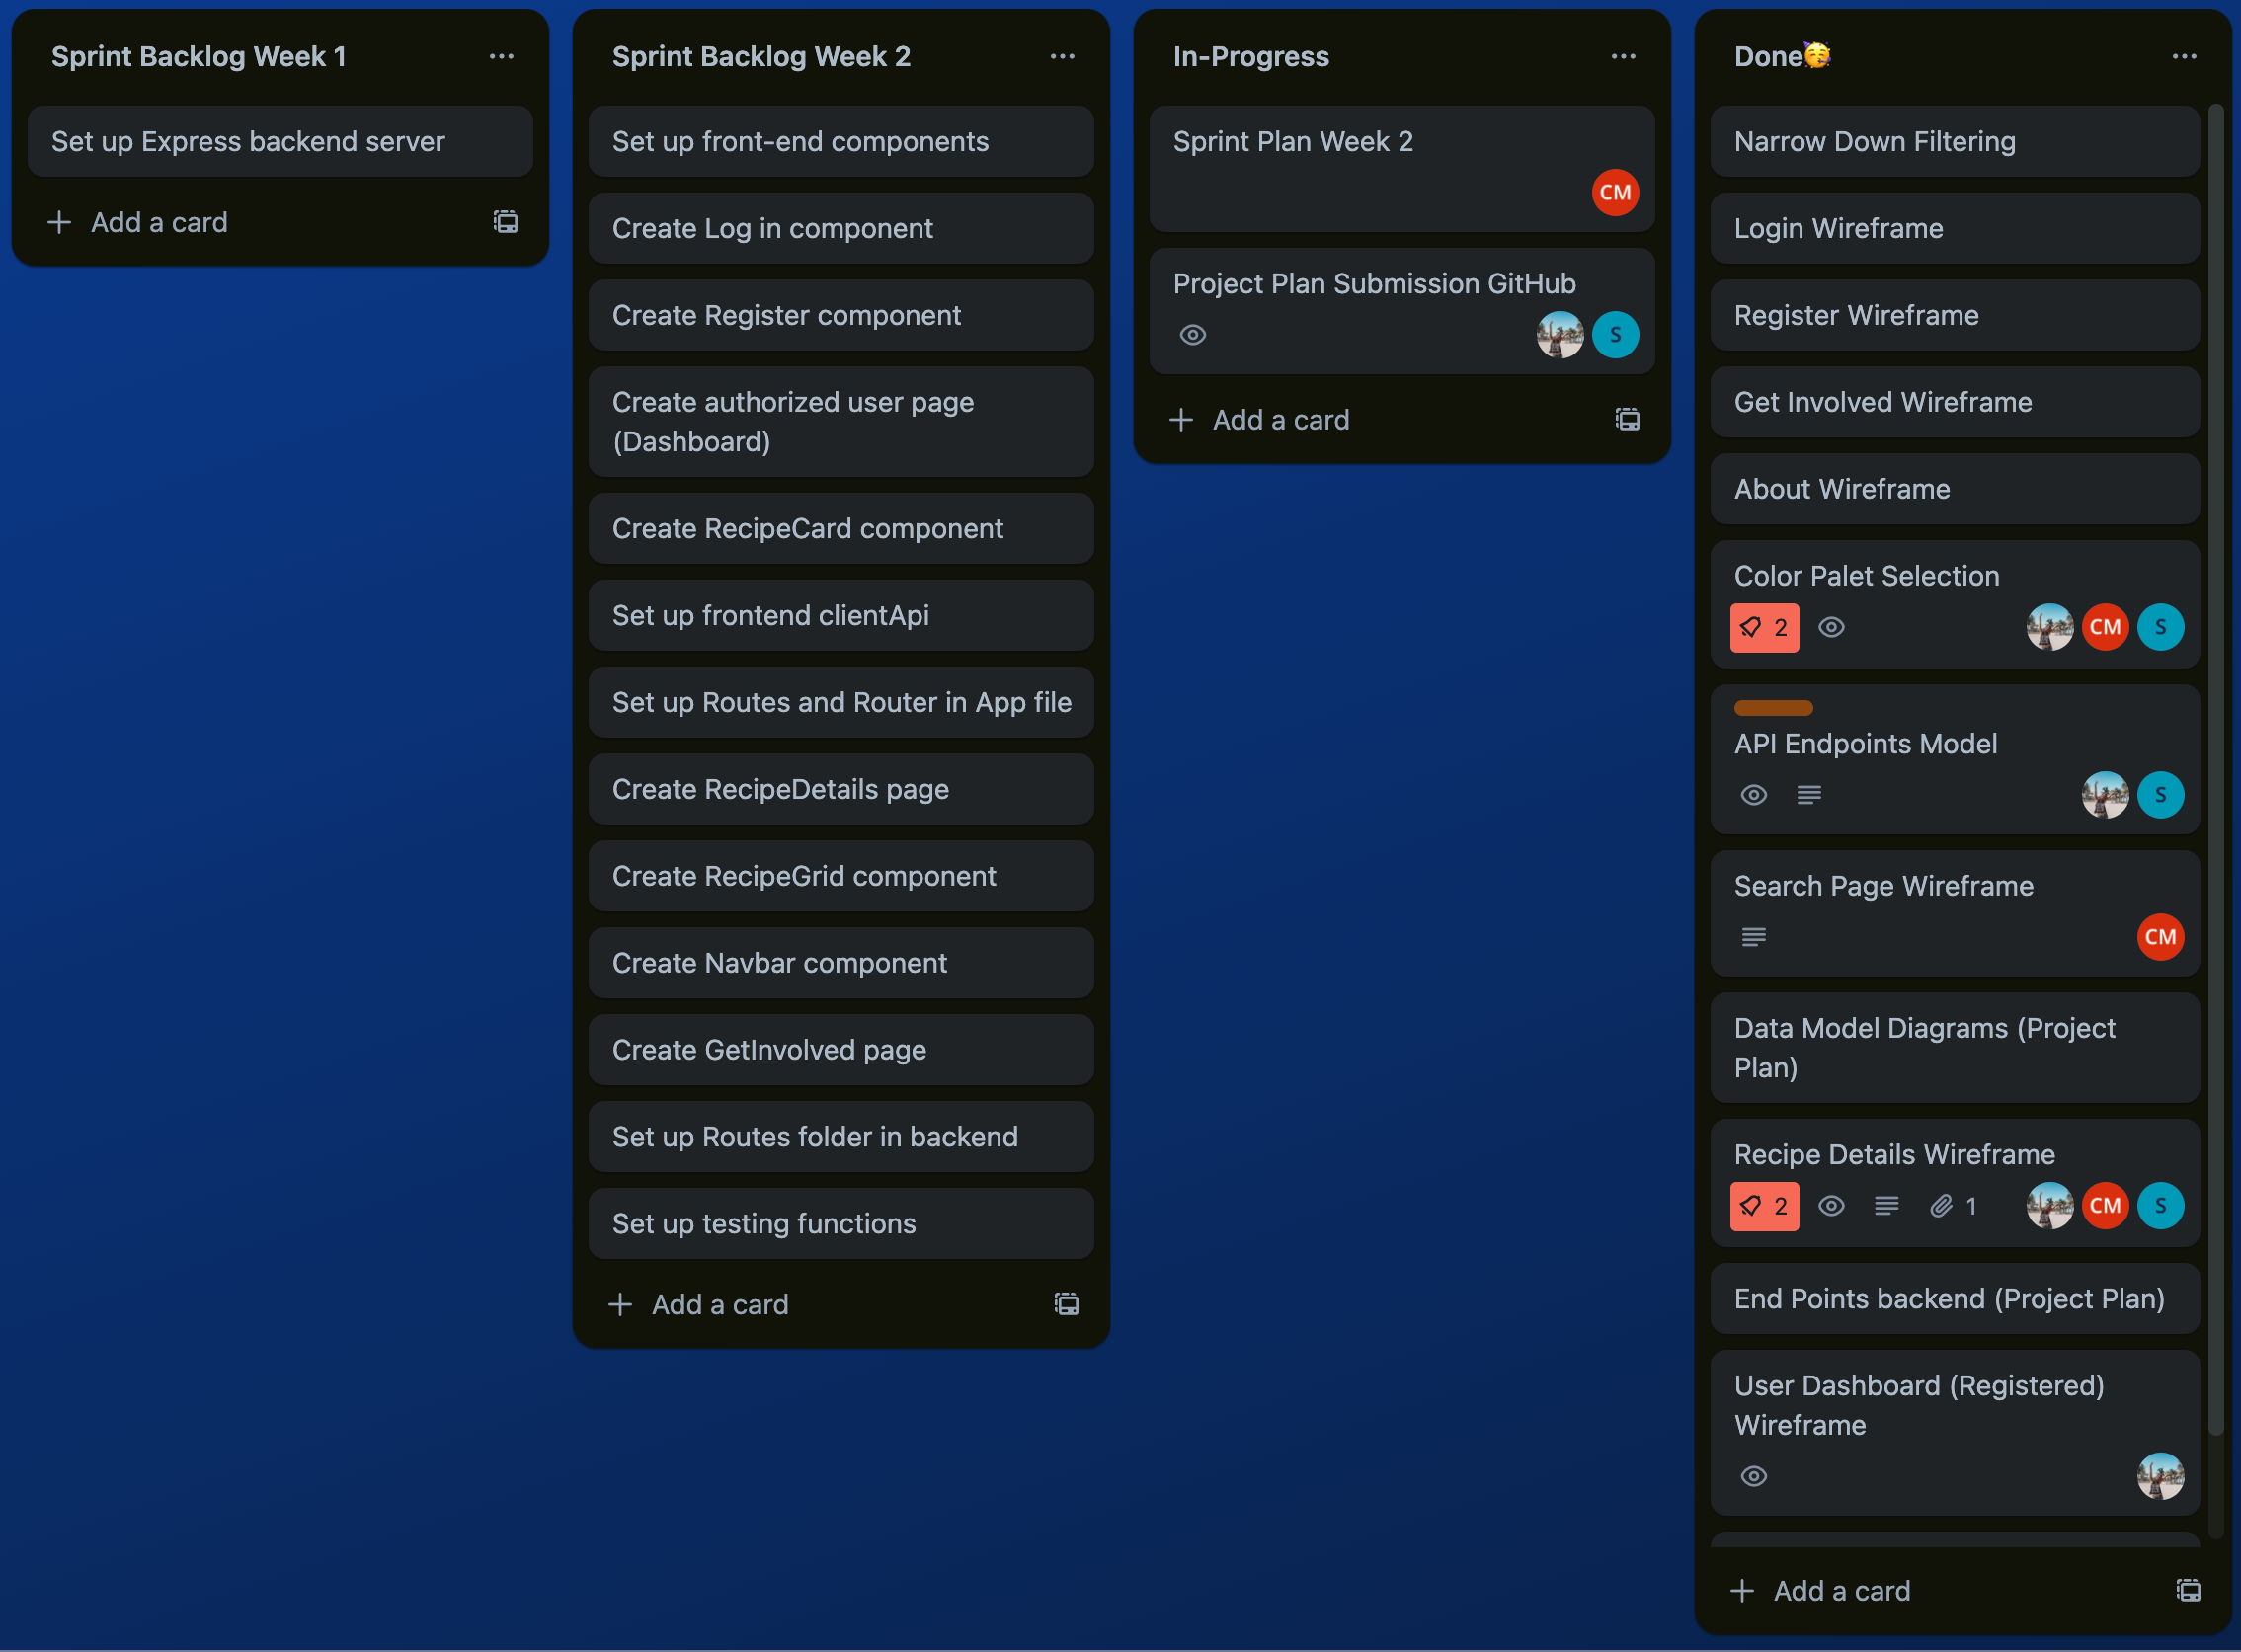 Sprint Backlog Week 1
Set up Express backend server
Add a card
Sprint Backlog Week 2
Set up front-end components
Create Log in component
Create Register component
Create authorized user page
(Dashboard)
Create RecipeCard component
Set up frontend clientApi
Set up Routes and Router in App file
Create RecipeDetails page
Create RecipeGrid component
Create Navbar component
Create GetInvolved page
Set up Routes folder in backend
Set up testing functions
Add a card
In-Progress
Sprint Plan Week 2
CM
Project Plan Submission GitHub
S
Add a card
Done🥳
Narrow Down Filtering
Login Wireframe
Register Wireframe
Get Involved Wireframe
About Wireframe
Color Palet Selection
2 CM S
API Endpoints Model
S
Search Page Wireframe
CM
Data Model Diagrams (Project
Plan)
Recipe Details Wireframe
2 1 CM S
End Points backend (Project Plan)
User Dashboard (Registered)
Wireframe
Add a card